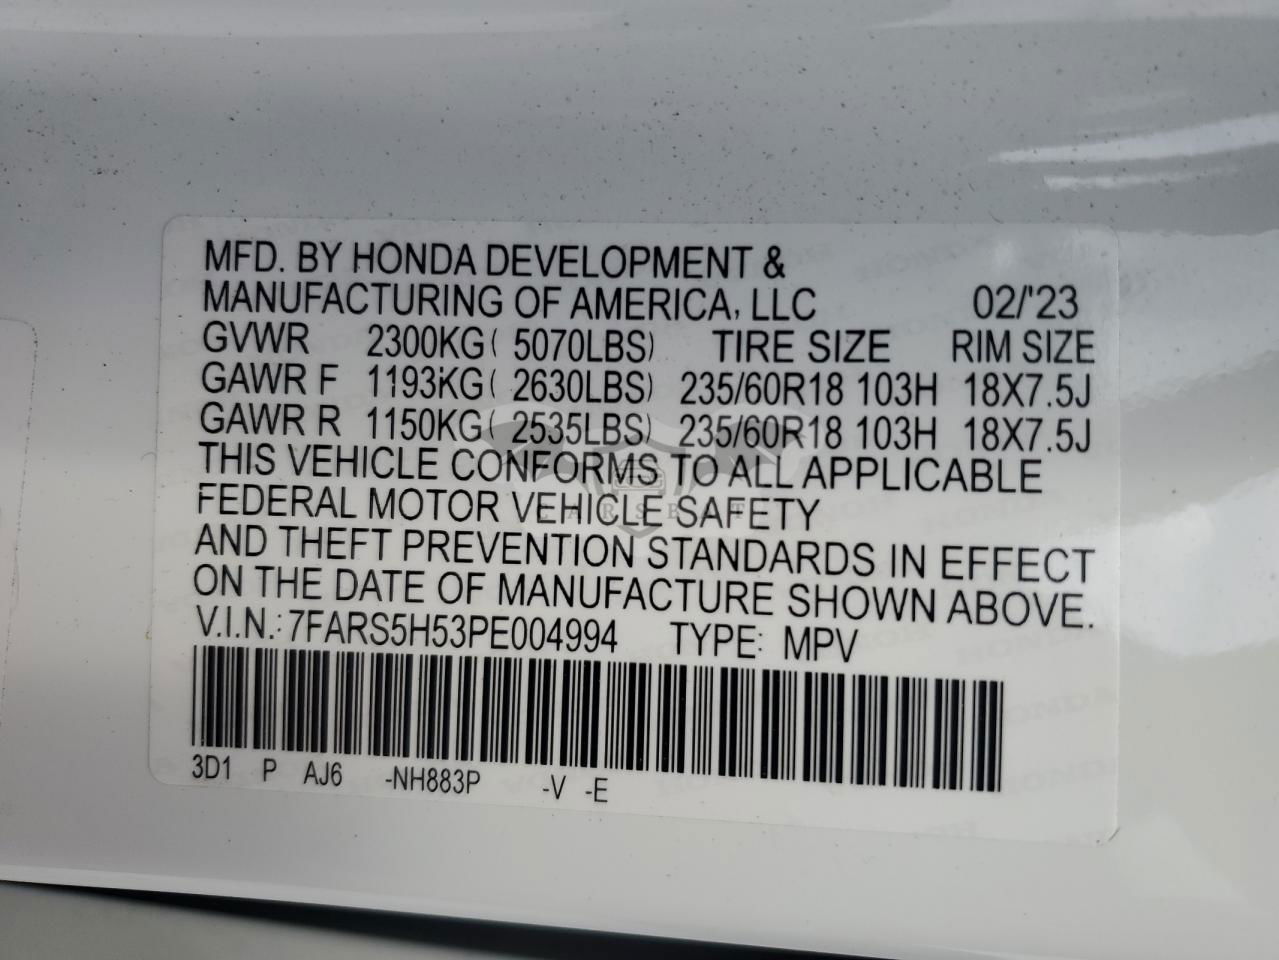 MFD. BY HONDA DEVELOPMENT &
MANUFACTURING OF AMERICA, LLC 02/'23
GVWR 2300KG( 5070LBS) TIRE SIZE RIM SIZE
GAWR F 1193KG( 2630LBS) 235/60R18 103H 18X7.5J
GAWR R 1150KG( 2535LBS) 235/60R18 103H 18X7.5J
THIS VEHICLE CONFORMS TO ALL APPLICABLE
FEDERAL MOTOR VEHICLE SAFETY
AND THEFT PREVENTION STANDARDS IN EFFECT
ON THE DATE OF MANUFACTURE SHOWN ABOVE.
V.I.N.: 7FARS5H53PE004994 TYPE: MPV
3D1 P AJ6 -NH883P -V -E